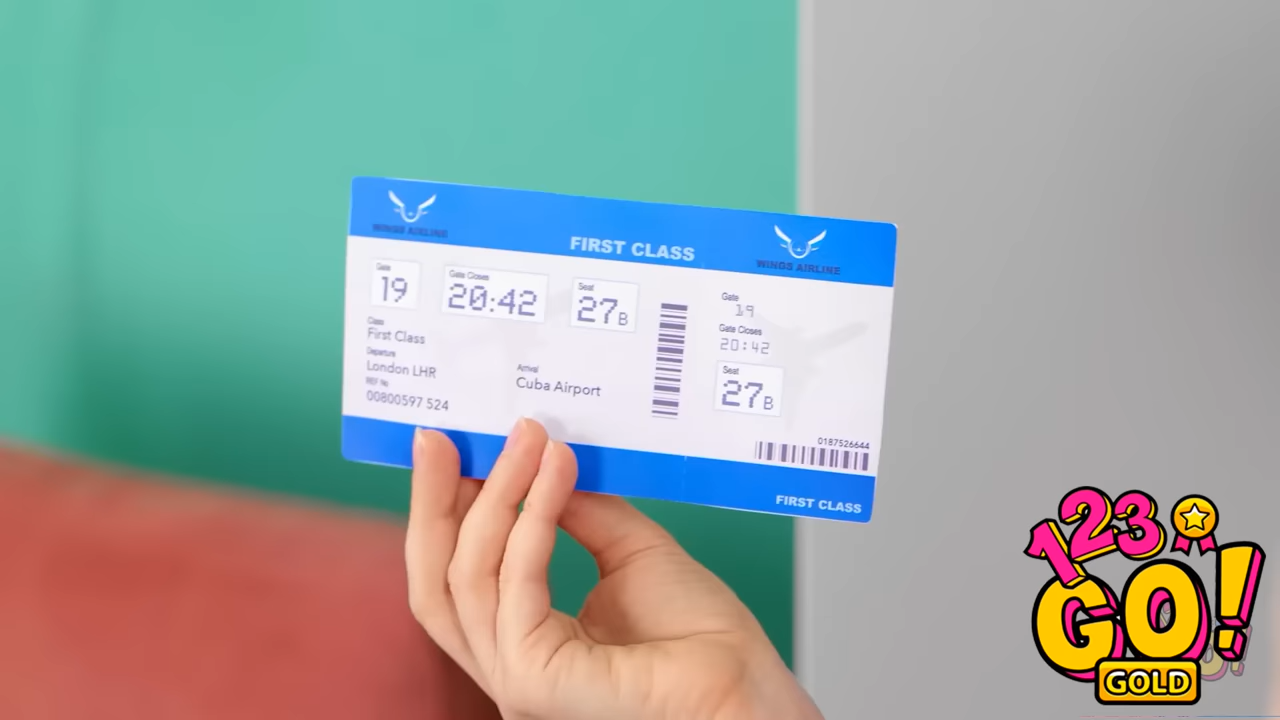 WINGS AIRLINE
FIRST CLASS
WINGS AIRLINE
Gate
19
Gate Closes
20:42
Seat
27B
Class
First Class
Departure
London LHR
REF No
00800597 524
Arrival
Cuba Airport
Gate
19
Gate Closes
20:42
Seat
27B
0187526644
FIRST CLASS
123
GO!
GOLD